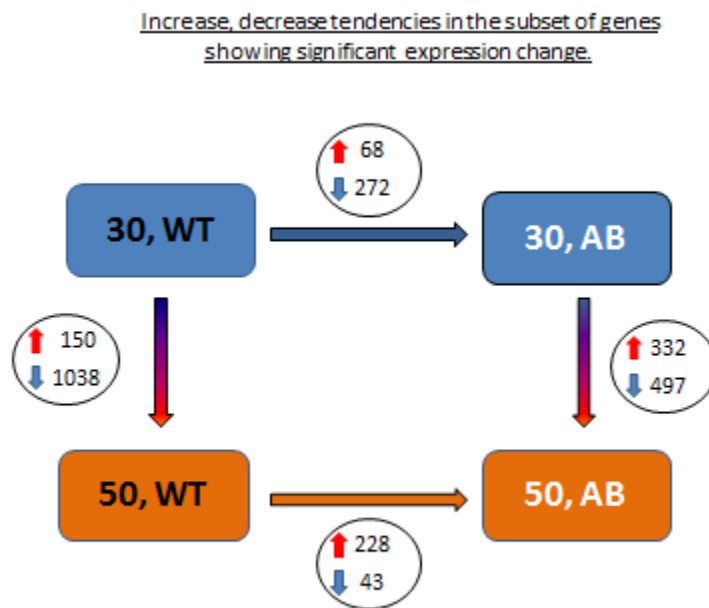 Increase, decrease tendencies in the subset of genes
showing significant expression change.
68
272
30, WT
30, AB
150
1038
332
497
50, WT
50, AB
228
43